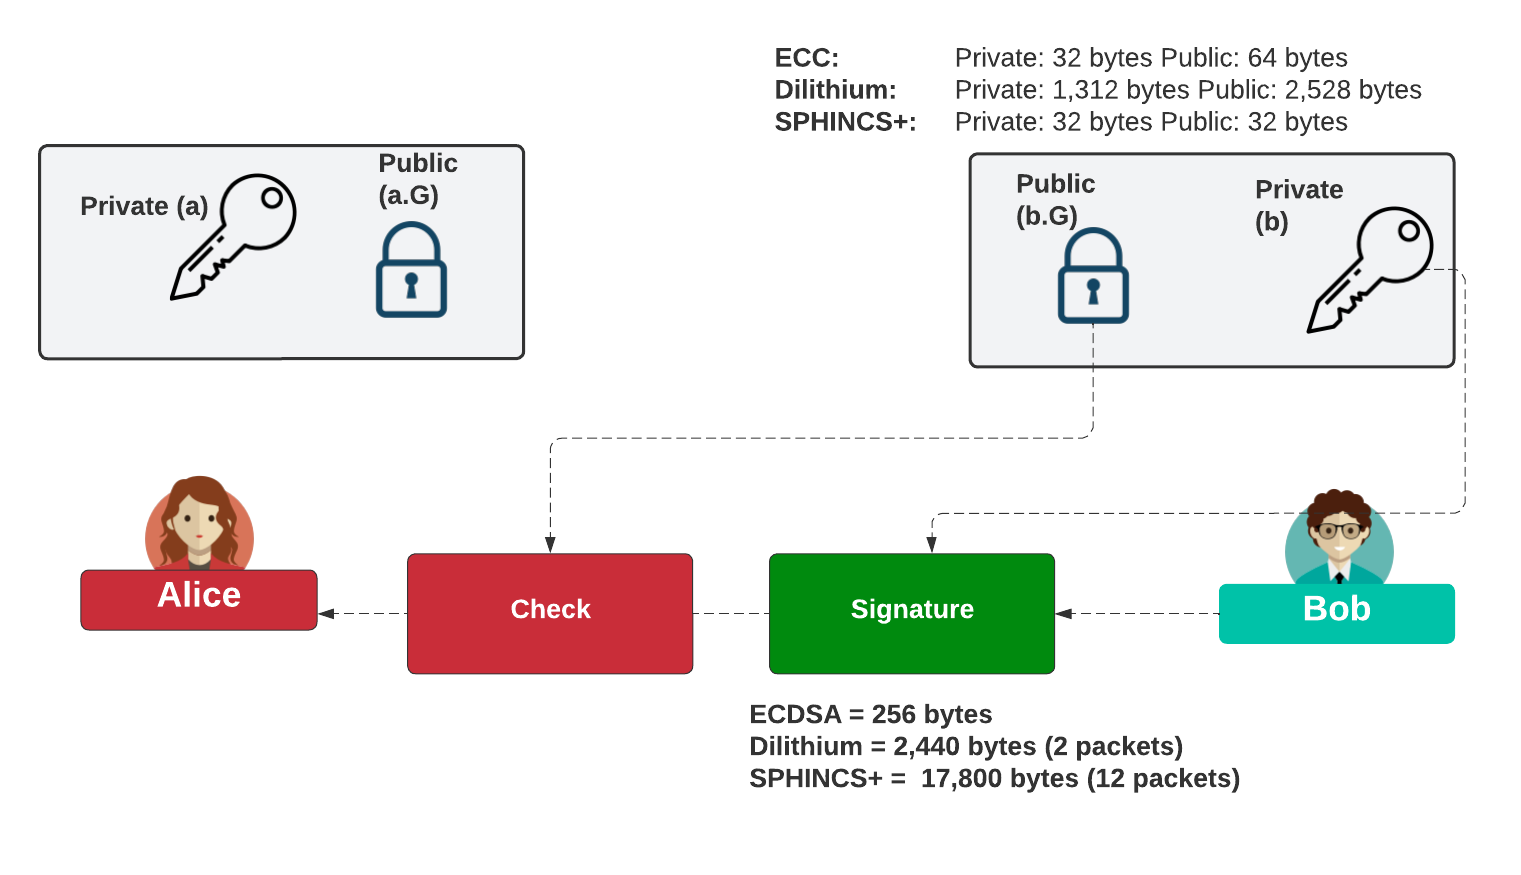 ECC: Private: 32 bytes Public: 64 bytes
Dilithium: Private: 1,312 bytes Public: 2,528 bytes
SPHINCS+: Private: 32 bytes Public: 32 bytes
Private (a)
Public
(a.G)
Public
(b.G)
Private
(b)
Alice
Check
Signature
Bob
ECDSA = 256 bytes
Dilithium = 2,440 bytes (2 packets)
SPHINCS+ = 17,800 bytes (12 packets)